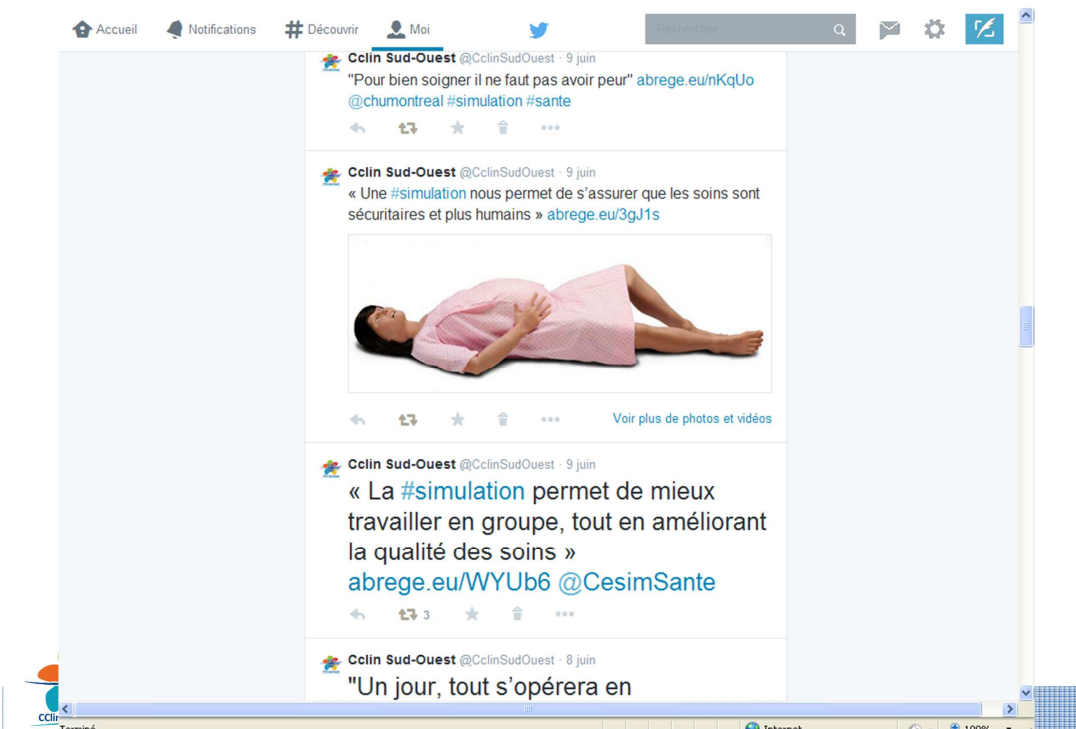 Accueil Notifications Découvrir Moi Rechercher
Cclin Sud-Ouest @CclinSudOuest · 9 juin
"Pour bien soigner il ne faut pas avoir peur" abrege.eu/nKqUo
@chumontreal #simulation #sante
Cclin Sud-Ouest @CclinSudOuest · 9 juin
« Une #simulation nous permet de s'assurer que les soins sont
sécuritaires et plus humains » abrege.eu/3gJ1s
Voir plus de photos et vidéos
Cclin Sud-Ouest @CclinSudOuest · 9 juin
« La #simulation permet de mieux
travailler en groupe, tout en améliorant
la qualité des soins »
abrege.eu/WYUb6 @CesimSante
3
Cclin Sud-Ouest @CclinSudOuest · 8 juin
"Un jour, tout s'opérera en
CClin
Terminé Internet 100%